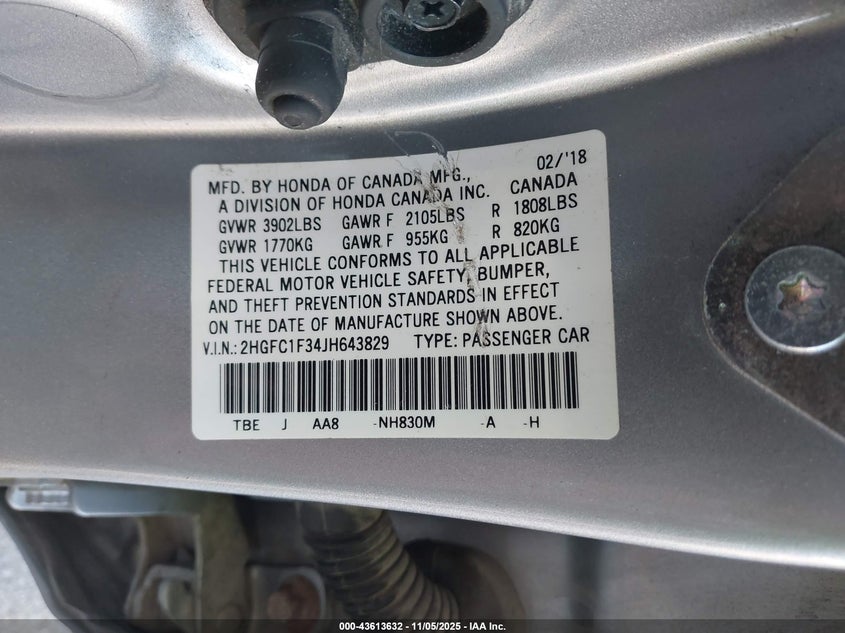 02/'18
MFD. BY HONDA OF CANADA MFG.,
A DIVISION OF HONDA CANADA INC. CANADA
GVWR 3902LBS GAWR F 2105LBS R 1808LBS
GVWR 1770KG GAWR F 955KG R 820KG
THIS VEHICLE CONFORMS TO ALL APPLICABLE
FEDERAL MOTOR VEHICLE SAFETY, BUMPER,
AND THEFT PREVENTION STANDARDS IN EFFECT
ON THE DATE OF MANUFACTURE SHOWN ABOVE.
V.I.N.: 2HGFC1F34JH643829 TYPE: PASSENGER CAR
TBE J AA8 -NH830M -A -H
000-43613632 - 11/05/2025 - IAA Inc.